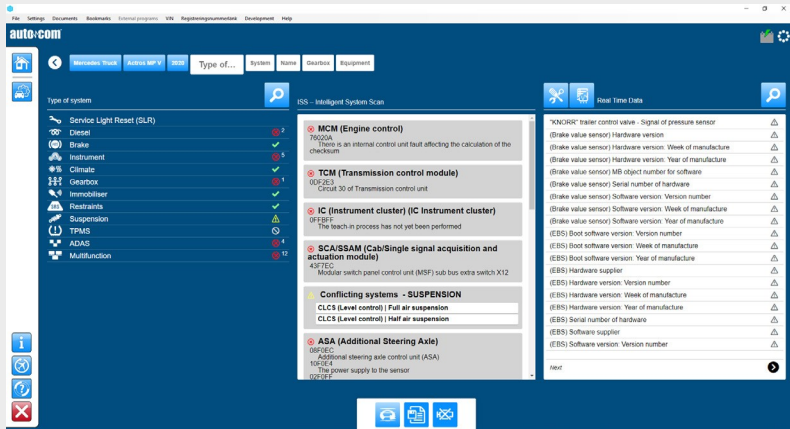 File Settings Documents Bookmarks External programs VIN Registreringsnummerlänk Development Help
auto:com
Mercedes Truck Actros MP V 2020 Type of... System Name Gearbox Equipment
Type of system
Service Light Reset (SLR)
Diesel 2
Brake
Instrument 5
Climate
Gearbox 1
Immobiliser
SRS Restraints
Suspension
TPMS
ADAS 4
Multifunction 12
ISS – Intelligent System Scan
MCM (Engine control)
76020A
There is an internal control unit fault affecting the calculation of the
checksum
TCM (Transmission control module)
0DF2E3
Circuit 30 of Transmission control unit
IC (Instrument cluster) (IC Instrument cluster)
0FFBFF
The teach-in process has not yet been performed
SCA/SSAM (Cab/Single signal acquisition and
actuation module)
43F7EC
Modular switch panel control unit (MSF) sub bus extra switch X12
Conflicting systems - SUSPENSION
CLCS (Level control) | Full air suspension
CLCS (Level control) | Half air suspension
ASA (Additional Steering Axle)
08F0EC
Additional steering axle control unit (ASA)
10F0E4
The power supply to the sensor
02F0FF
Real Time Data
"KNORR" trailer control valve - Signal of pressure sensor
(Brake value sensor) Hardware version
(Brake value sensor) Hardware version: Week of manufacture
(Brake value sensor) Hardware version: Year of manufacture
(Brake value sensor) MB object number for software
(Brake value sensor) Serial number of hardware
(Brake value sensor) Software version: Version number
(Brake value sensor) Software version: Week of manufacture
(Brake value sensor) Software version: Year of manufacture
(EBS) Boot software version: Version number
(EBS) Boot software version: Week of manufacture
(EBS) Boot software version: Year of manufacture
(EBS) Hardware supplier
(EBS) Hardware version: Version number
(EBS) Hardware version: Week of manufacture
(EBS) Hardware version: Year of manufacture
(EBS) Serial number of hardware
(EBS) Software supplier
(EBS) Software version: Version number
Next